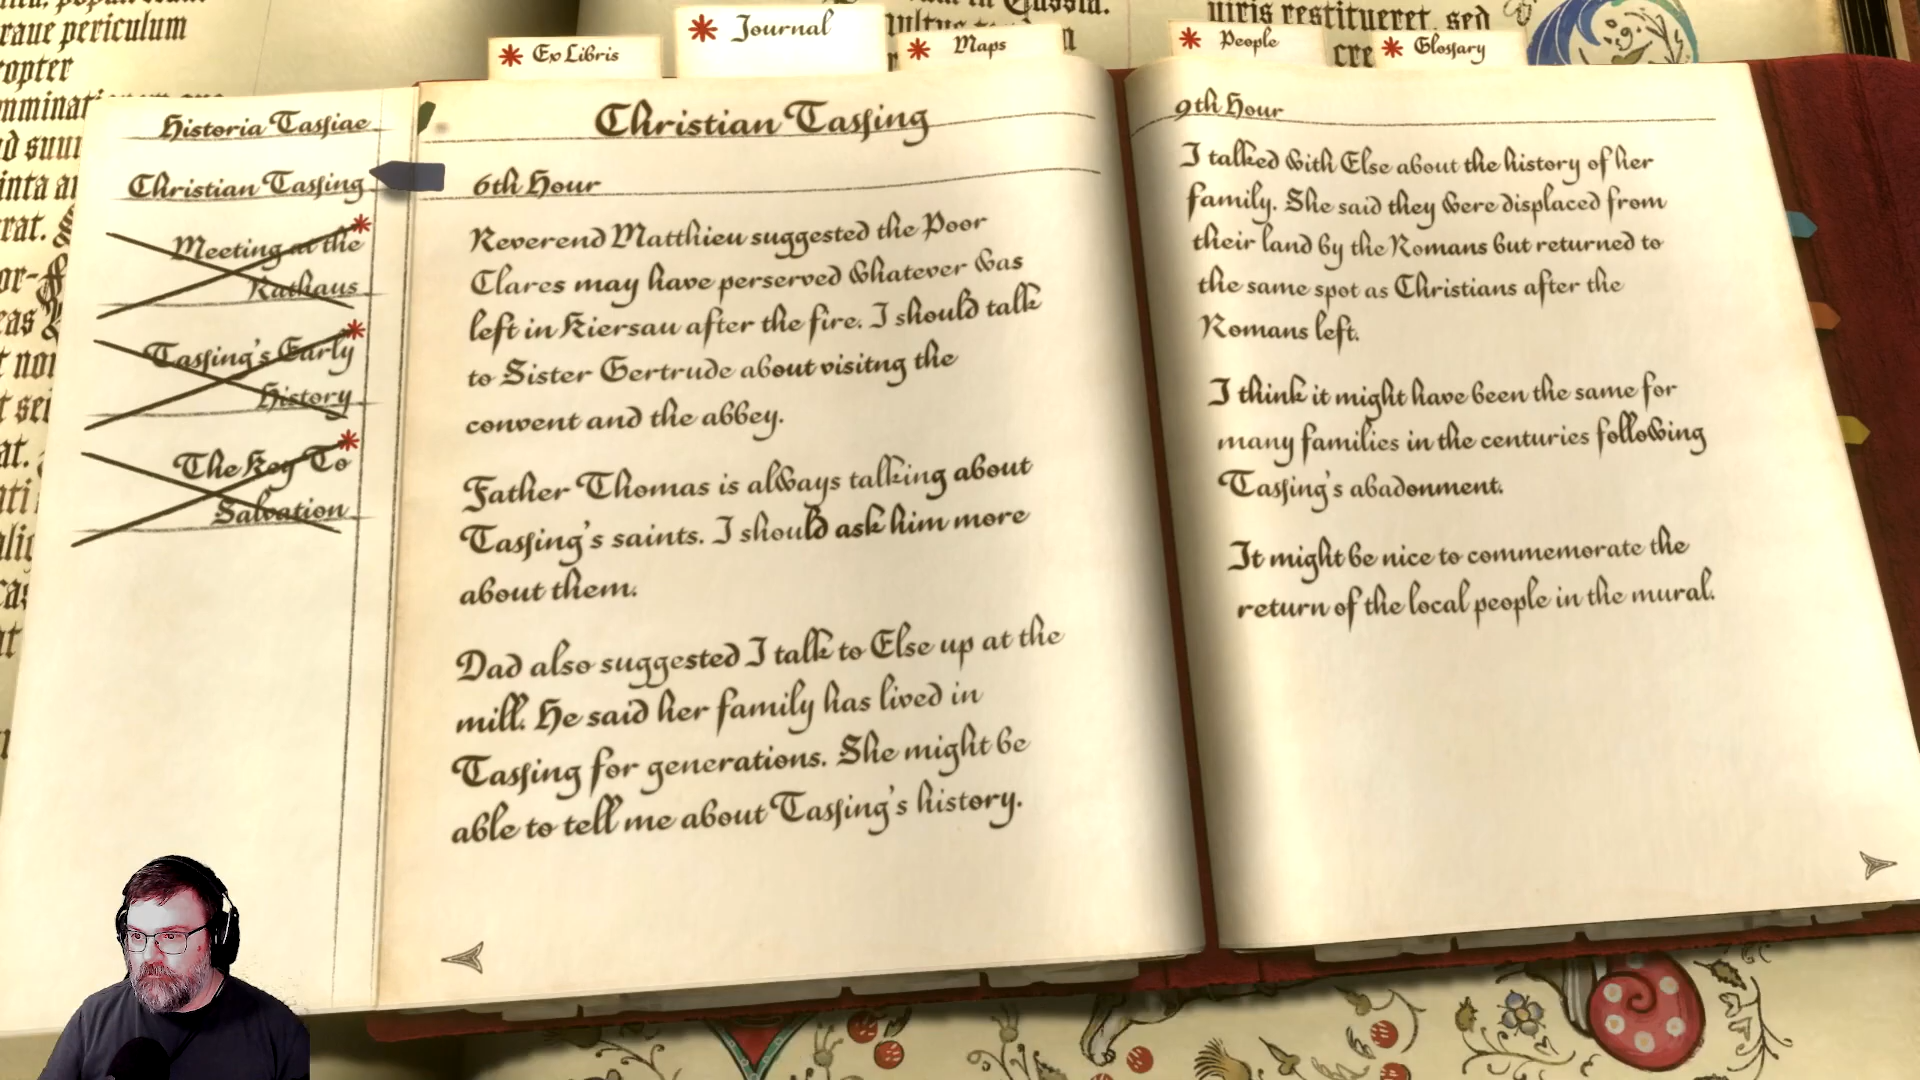 Ex Libris
Journal
Maps
People
Glossary
raue periculum
opter
uiris restitueret, sed
Historia Tassiae
Christian Tassing
Meeting at the
Rathaus
Tassing's Early
History
The Key To
Salvation
Christian Tassing
6th Hour
Reverend Matthieu suggested the Poor
Clares may have perserved whatever was
left in Kiersau after the fire. I should talk
to Sister Gertrude about visitng the
convent and the abbey.
Father Thomas is always talking about
Tassing's saints. I should ask him more
about them.
Dad also suggested I talk to Else up at the
mill. He said her family has lived in
Tassing for generations. She might be
able to tell me about Tassing's history.
9th Hour
I talked with Else about the history of her
family. She said they were displaced from
their land by the Romans but returned to
the same spot as Christians after the
Romans left.
I think it might have been the same for
many families in the centuries following
Tassing's abadonment.
It might be nice to commemorate the
return of the local people in the mural.